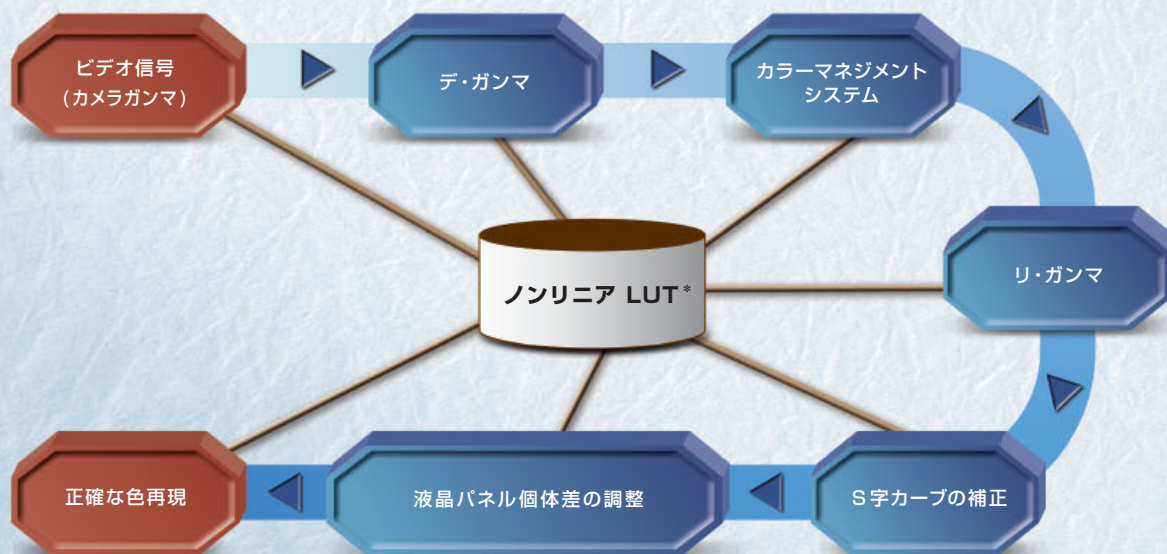 ビデオ信号
(カメラガンマ)
デ・ガンマ
カラーマネジメント
システム
リ・ガンマ
ノンリニア LUT*
正確な色再現
液晶パネル個体差の調整
S字カーブの補正